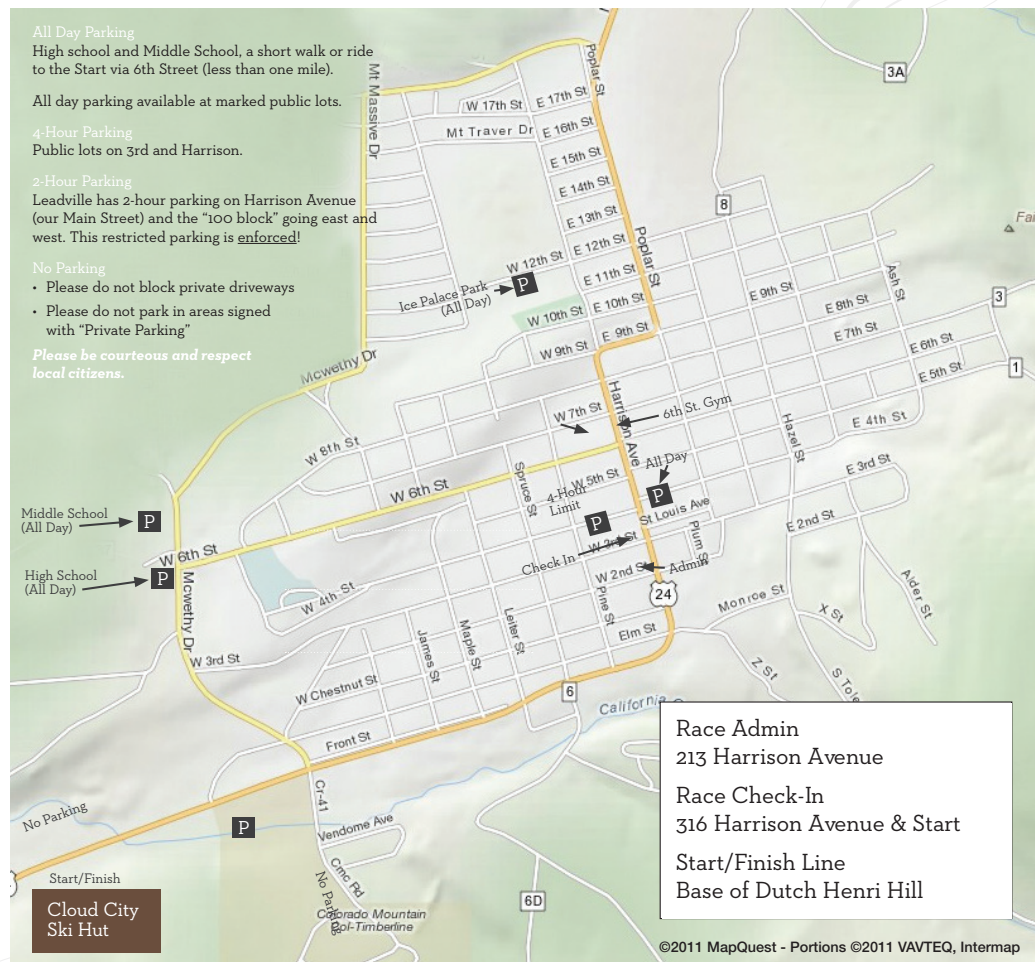 All Day Parking
High school and Middle School, a short walk or ride
to the Start via 6th Street (less than one mile).
All day parking available at marked public lots.
4-Hour Parking
Public lots on 3rd and Harrison.
2-Hour Parking
Leadville has 2-hour parking on Harrison Avenue
(our Main Street) and the “100 block” going east and
west. This restricted parking is enforced!
No Parking
• Please do not block private driveways
• Please do not park in areas signed
with “Private Parking”
Please be courteous and respect
local citizens.
Mt Massive Dr
Poplar St
3A
W 17th St
E 17th St
Mt Traver Dr
E 16th St
E 15th St
E 14th St
E 13th St
8
W 12th St
E 12th St
Poplar St
E 11th St
Ice Palace Park
(All Day)
P
W 10th St
E 10th St
W 9th St
E 9th St
E 9th St
Ash St
E 8th St
E 7th St
3
E 6th St
E 5th St
1
E 4th St
Mcwethy Dr
Harrison Ave
W 7th St
6th St. Gym
W 8th St
Hazel St
All Day
P
E 3rd St
W 6th St
Spruce St
W 5th St
4-Hour
Limit
P
St Louis Ave
E 2nd St
Middle School
(All Day)
P
W 6th St
Check In
W 3rd St
Plum St
High School
(All Day)
P
Mcwethy Dr
W 4th St
W 2nd St
Admin
24
Pine St
Monroe St
X St
Alder St
Leiter St
Elm St
James St
Maple St
W 3rd St
Z St
W Chestnut St
6
California
Front St
Cr-41
No Parking
P
Vendome Ave
Cmc Rd
No Parking
Colorado Mountain
Col-Timberline
6D
Start/Finish
Cloud City
Ski Hut
Race Admin
213 Harrison Avenue
Race Check-In
316 Harrison Avenue & Start
Start/Finish Line
Base of Dutch Henri Hill
©2011 MapQuest - Portions ©2011 VAVTEQ, Intermap